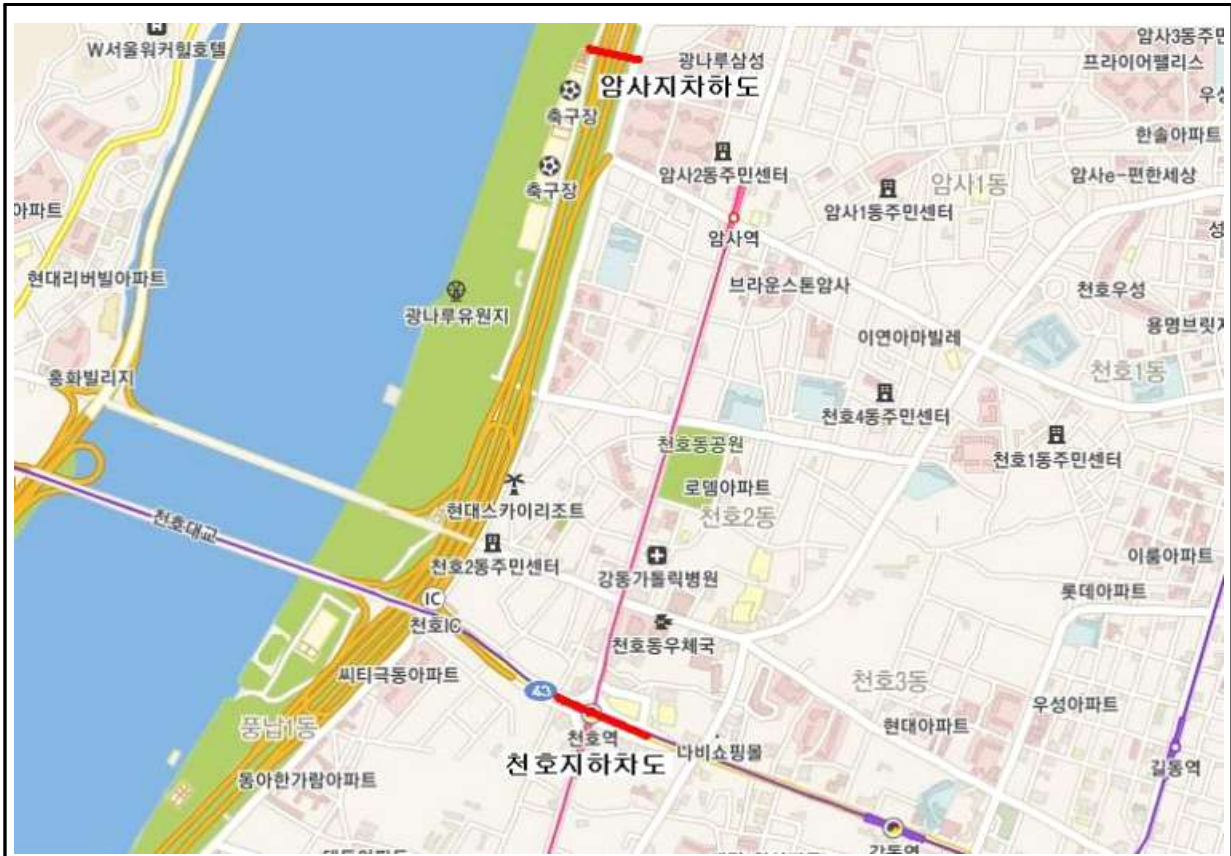 W서울워커힐호텔
암사3동주민
광나루삼성
프라이어팰리스
암사지차하도
우성
축구장
한솔아파트
축구장
암사2동주민센터
암사e-편한세상
암사1동
아파트
암사1동주민센터
성
암사역
현대리버빌아파트
브라운스톤암사
천호우성
광나루유원지
용명브릿지
이연아마빌레
홍화빌리지
천호1동
천호4동주민센터
천호동공원
천호1동주민센터
로뎀아파트
현대스카이리조트
천호2동
천호대교
이룸아파트
천호2동주민센터
강동가톨릭병원
롯데아파트
IC
천호IC
천호동우체국
씨티극동아파트
천호3동
43
우성아파트
풍납1동
현대아파트
천호역
나비쇼핑몰
천호지하차도
길동역
동아한가람아파트
강동역